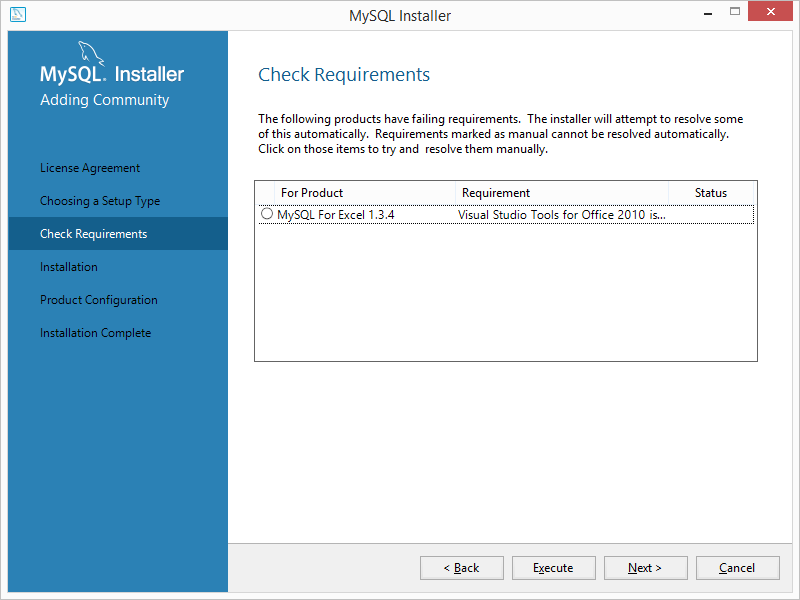 MySQL Installer
MySQL. Installer
Adding Community
License Agreement
Choosing a Setup Type
Check Requirements
Installation
Product Configuration
Installation Complete
Check Requirements
The following products have failing requirements.  The installer will attempt to resolve some
of this automatically.  Requirements marked as manual cannot be resolved automatically.
Click on those items to try and  resolve them manually.
For Product Requirement Status
MySQL For Excel 1.3.4 Visual Studio Tools for Office 2010 is...
< Back Execute Next > Cancel